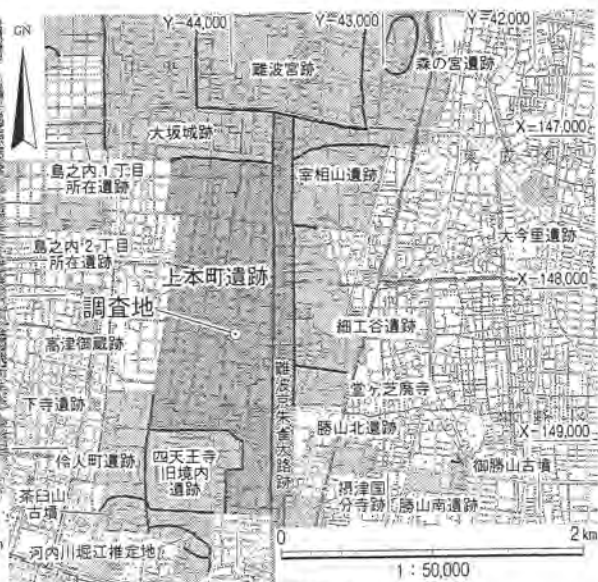 GN
Y=44,000
Y=43,000
Y=42,000
難波宮跡
森の宮遺跡
大坂城跡
X=147,000
島之内1丁目
所在遺跡
宰相山遺跡
島之内2丁目
所在遺跡
大今里遺跡
上本町遺跡
X=148,000
調査地
高津御蔵跡
細工谷遺跡
難波京朱雀大路跡
堂ヶ芝廃寺
下寺遺跡
勝山北遺跡
X=149,000
伶人町遺跡
四天王寺
旧境内
遺跡
御勝山古墳
茶臼山
古墳
摂津国
分寺跡
勝山南遺跡
河内川堀江推定地
0
2
km
1：50,000